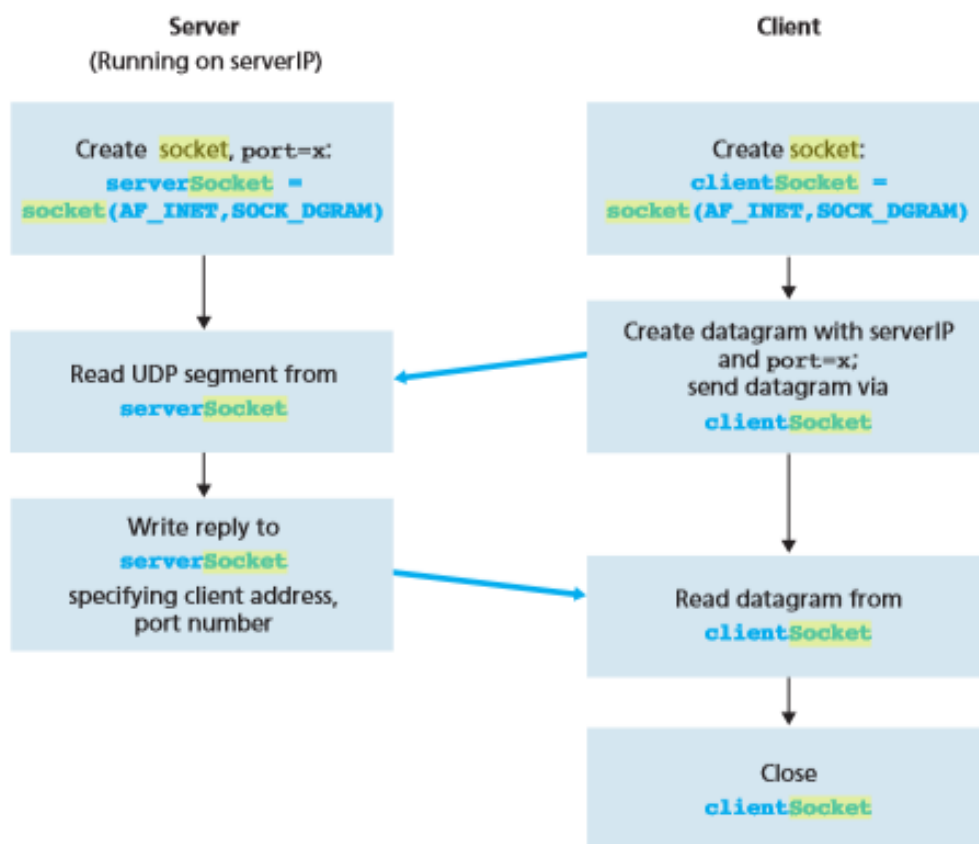 Server
(Running on serverIP)
Create socket, port=x:
serverSocket =
socket(AF_INET,SOCK_DGRAM)
Read UDP segment from
serverSocket
Write reply to
serverSocket
specifying client address,
port number
Client
Create socket:
clientSocket =
socket(AF_INET,SOCK_DGRAM)
Create datagram with serverIP
and port=x;
send datagram via
clientSocket
Read datagram from
clientSocket
Close
clientSocket